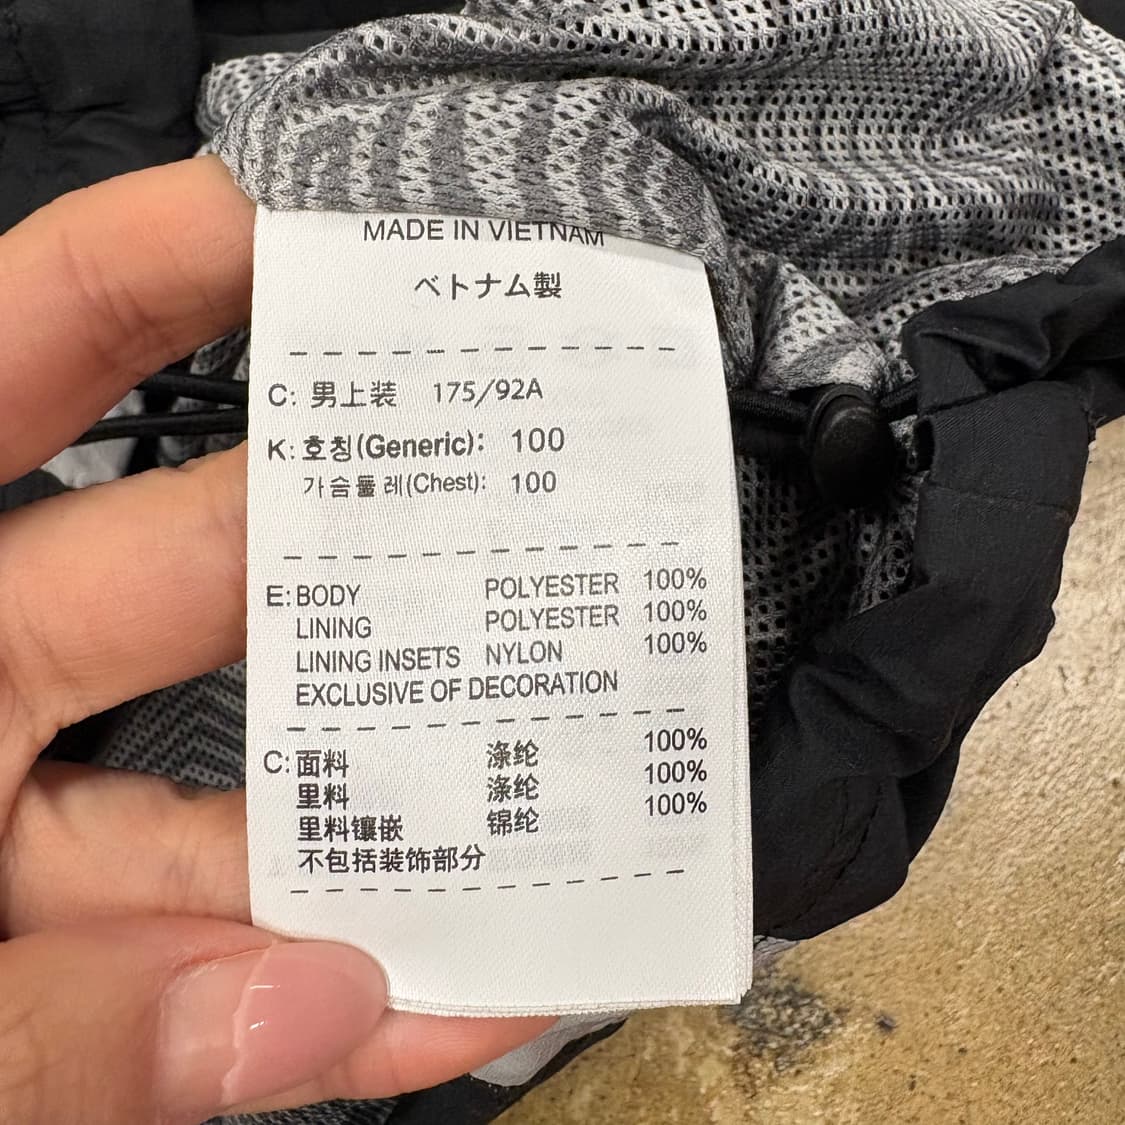 MADE IN VIETNAM
ベトナム製
C: 男上装 175/92A
K: 호칭(Generic): 100
가슴둘레(Chest): 100
E: BODY POLYESTER 100%
LINING POLYESTER 100%
LINING INSETS NYLON 100%
EXCLUSIVE OF DECORATION
C: 面料 涤纶 100%
里料 涤纶 100%
里料镶嵌 锦纶 100%
不包括装饰部分